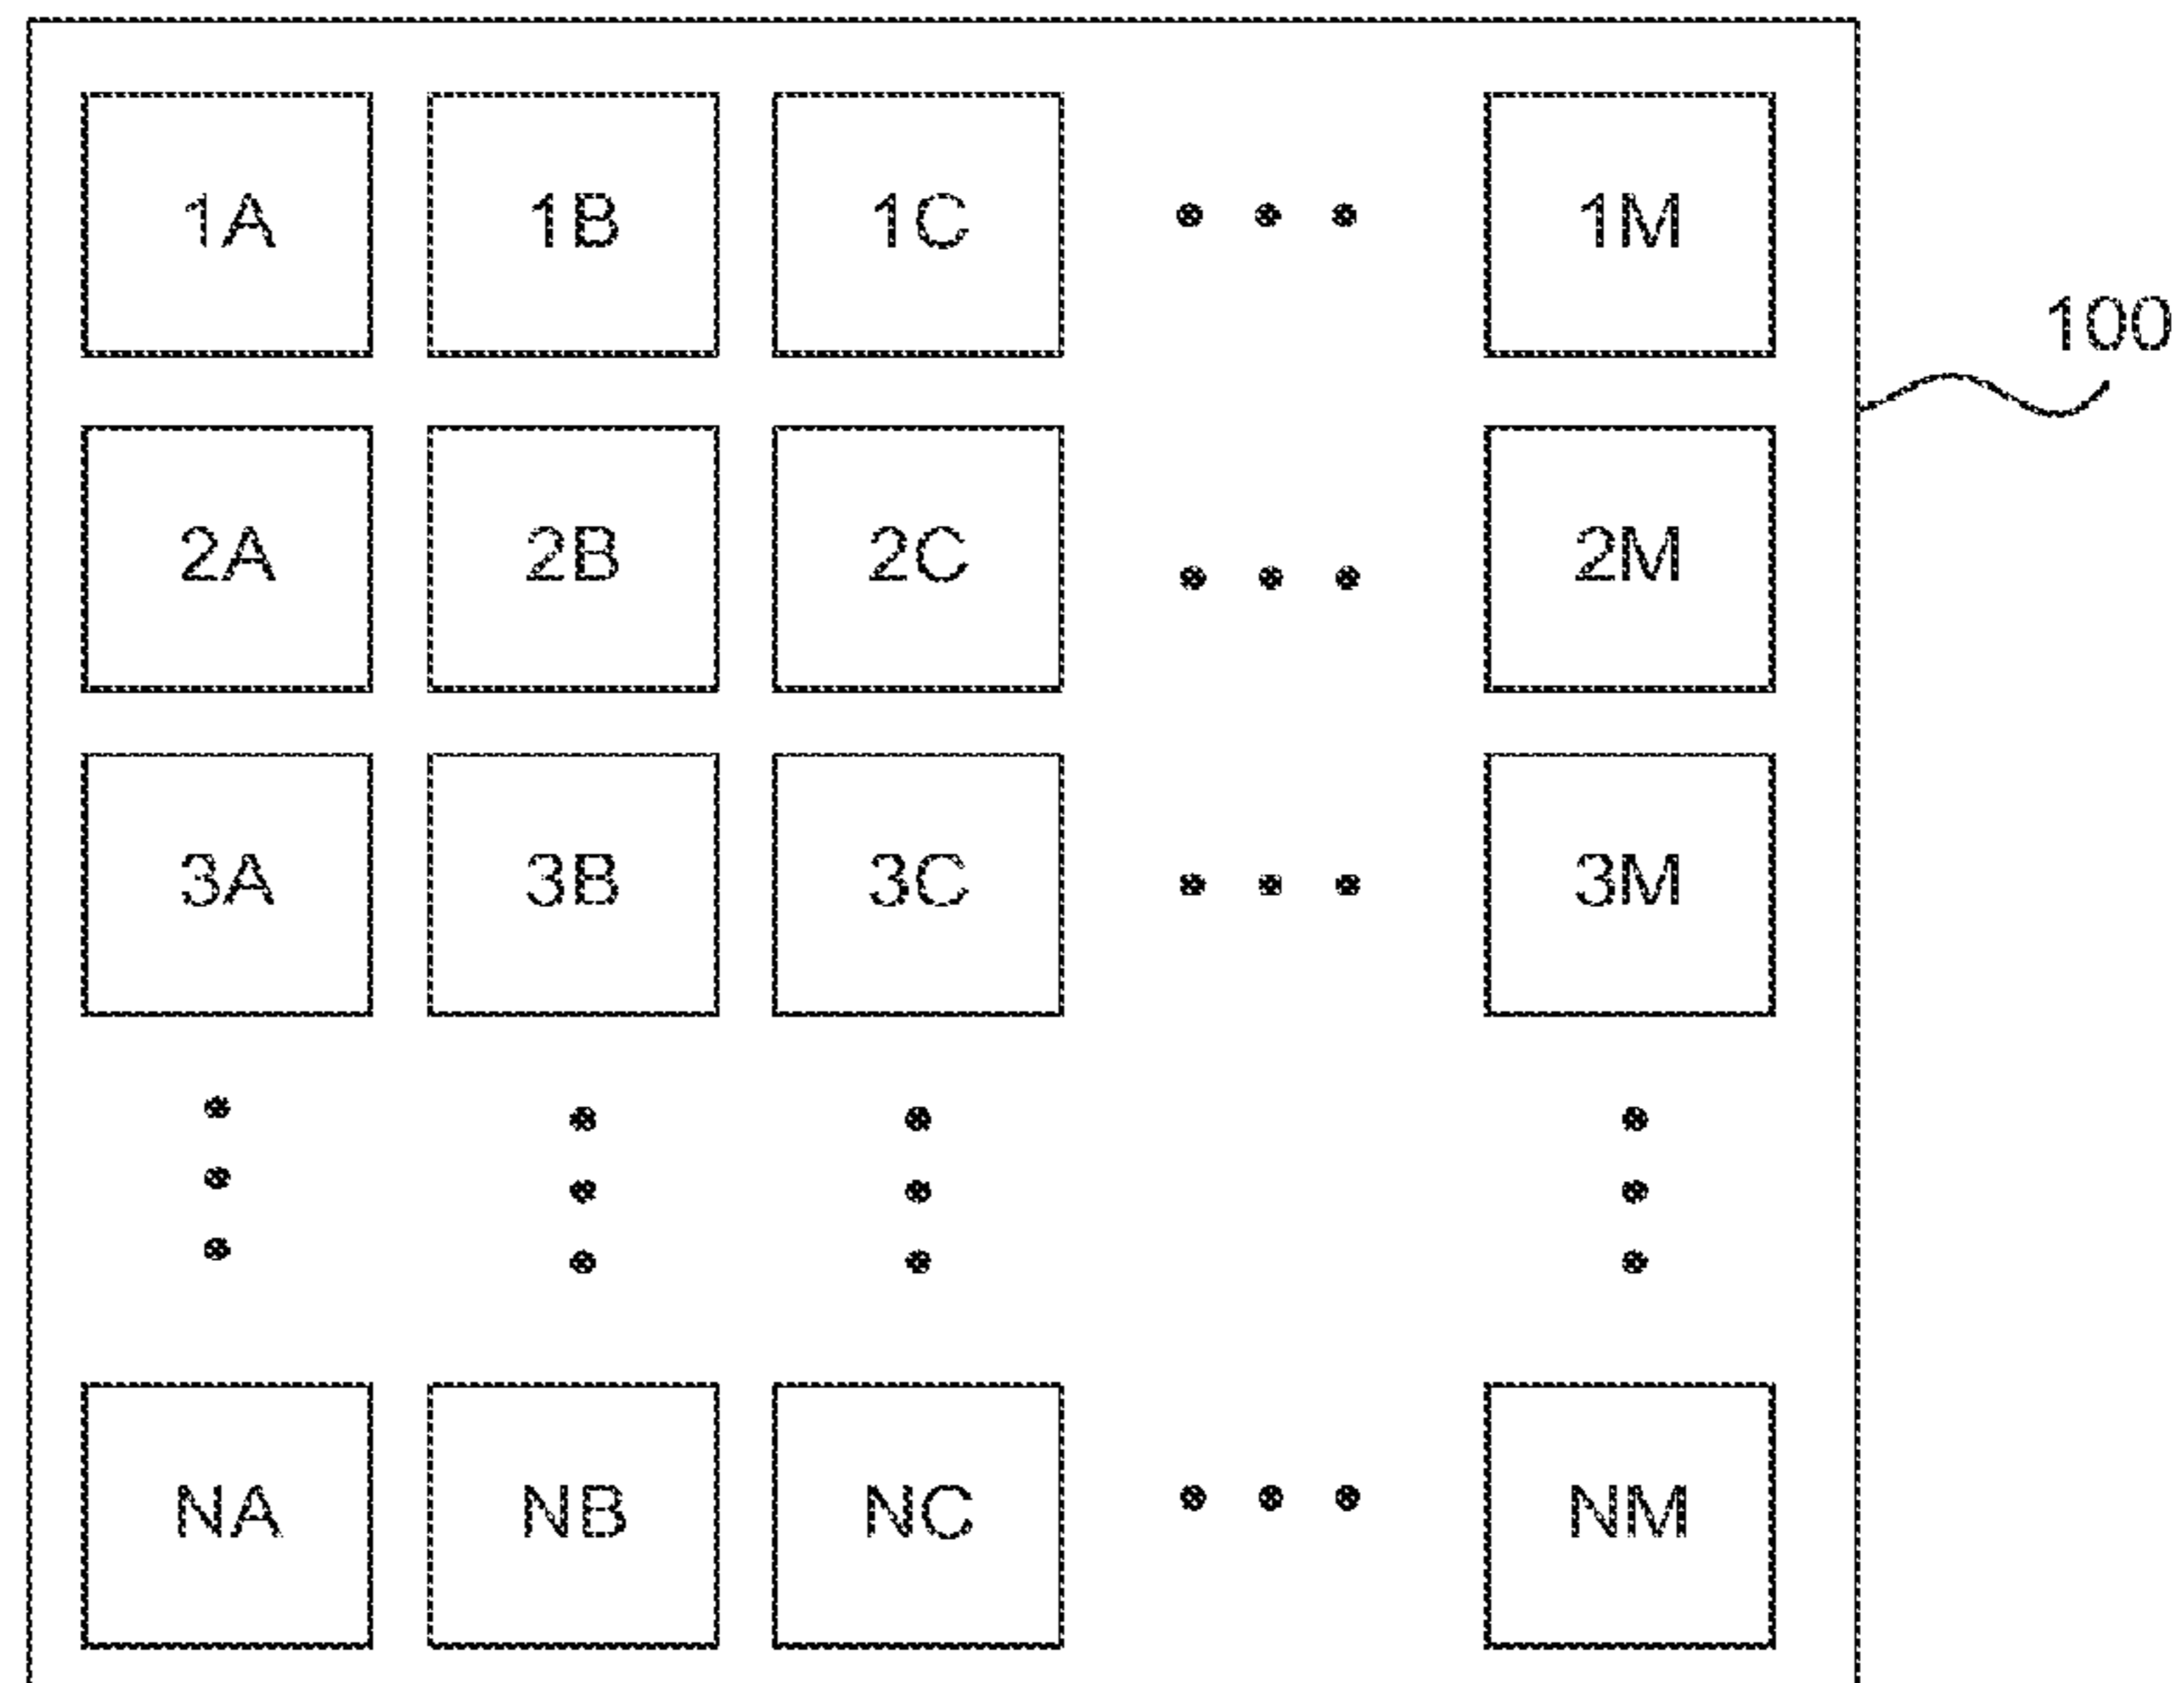 1A 1B 1C • • • 1M
100
2A 2B 2C • • • 2M
3A 3B 3C • • • 3M
NA NB NC • • • NM